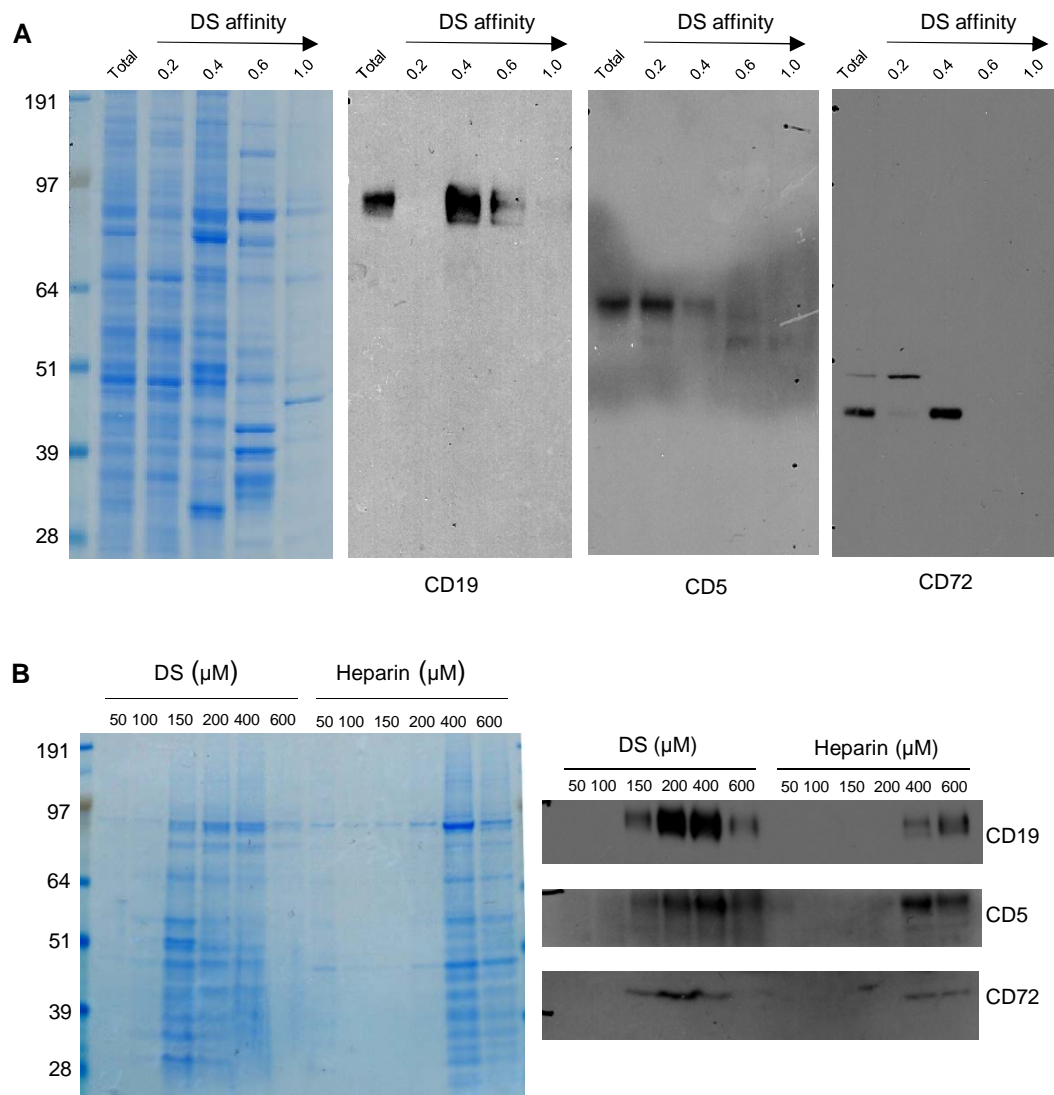 A
DS affinity DS affinity DS affinity DS affinity
Total 0.2 0.4 0.6 1.0 Total 0.2 0.4 0.6 1.0 Total 0.2 0.4 0.6 1.0 Total 0.2 0.4 0.6 1.0
191
97
64
51
39
28
CD19 CD5 CD72
B
DS (µM) Heparin (µM)
50 100 150 200 400 600 50 100 150 200 400 600
191
97
64
51
39
28
DS (µM) Heparin (µM)
50 100 150 200 400 600 50 100 150 200 400 600
CD19
CD5
CD72